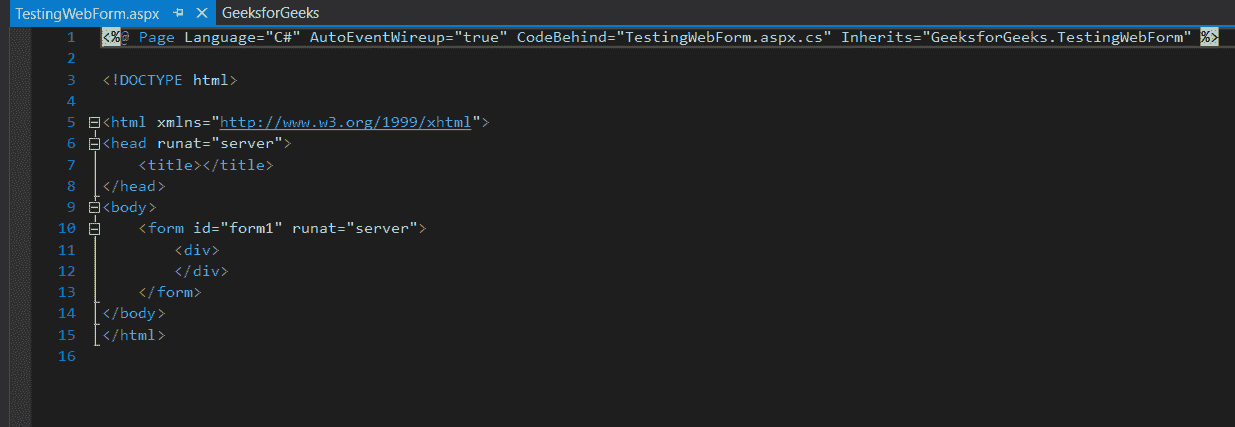 TestingWebForm.aspx GeeksforGeeks
1 <%@ Page Language="C#" AutoEventWireup="true" CodeBehind="TestingWebForm.aspx.cs" Inherits="GeeksforGeeks.TestingWebForm" %>
2
3 <!DOCTYPE html>
4
5 <html xmlns="http://www.w3.org/1999/xhtml">
6 <head runat="server">
7     <title></title>
8 </head>
9 <body>
10     <form id="form1" runat="server">
11         <div>
12         </div>
13     </form>
14 </body>
15 </html>
16